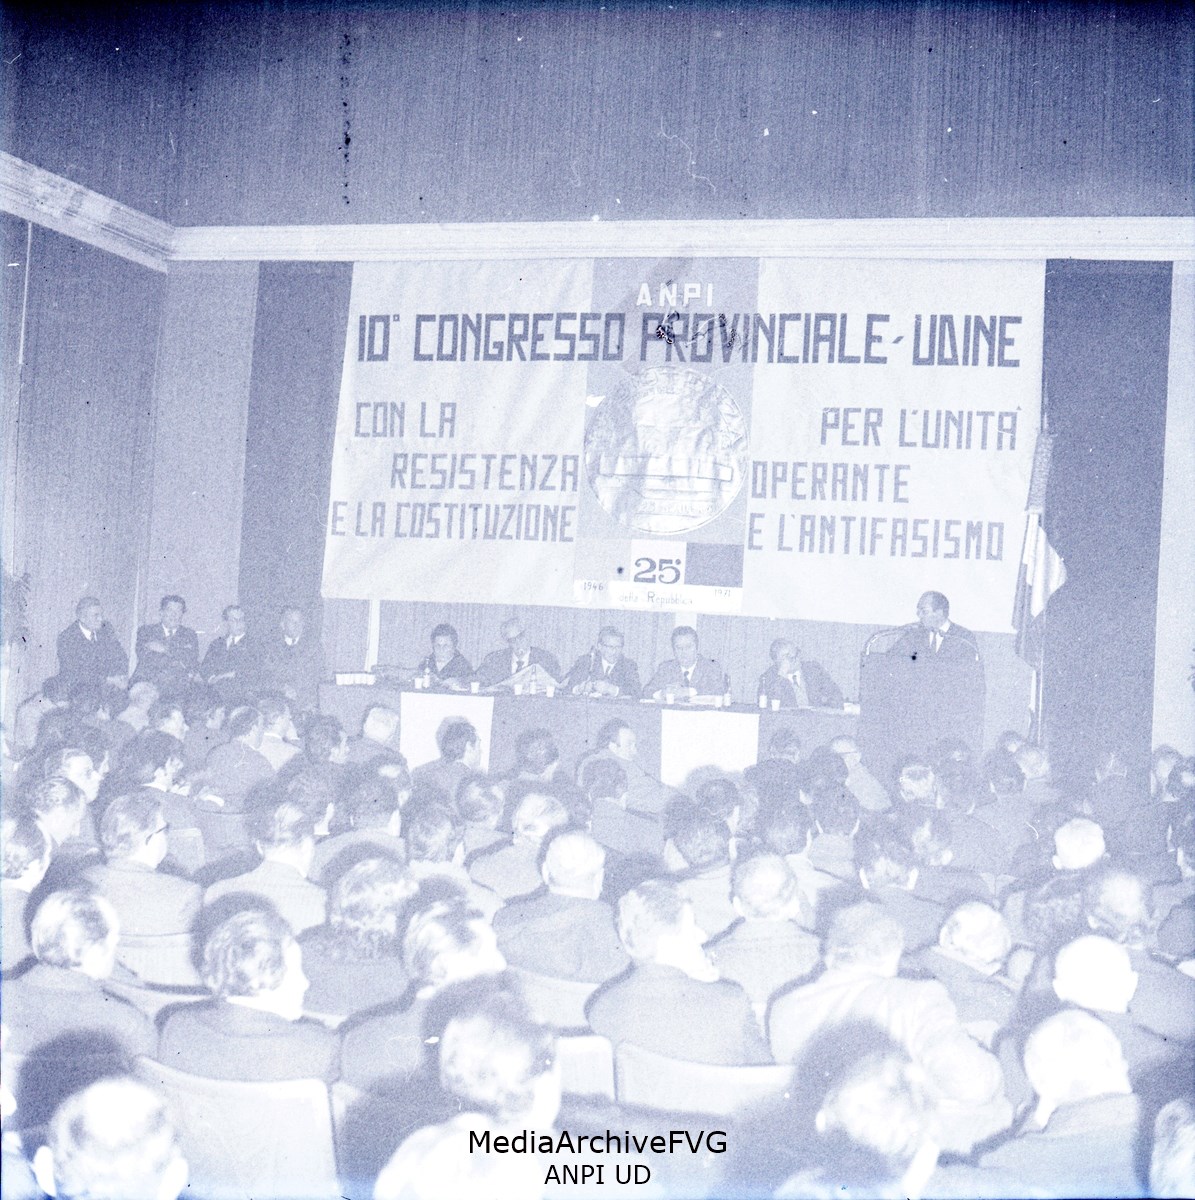 ANPI
10° CONGRESSO PROVINCIALE - UDINE
CON LA
RESISTENZA
E LA COSTITUZIONE
PER L'UNITÀ
OPERANTE
E L'ANTIFASISMO
25°
1946
1971
della Repubblica
MediaArchiveFVG
ANPI UD